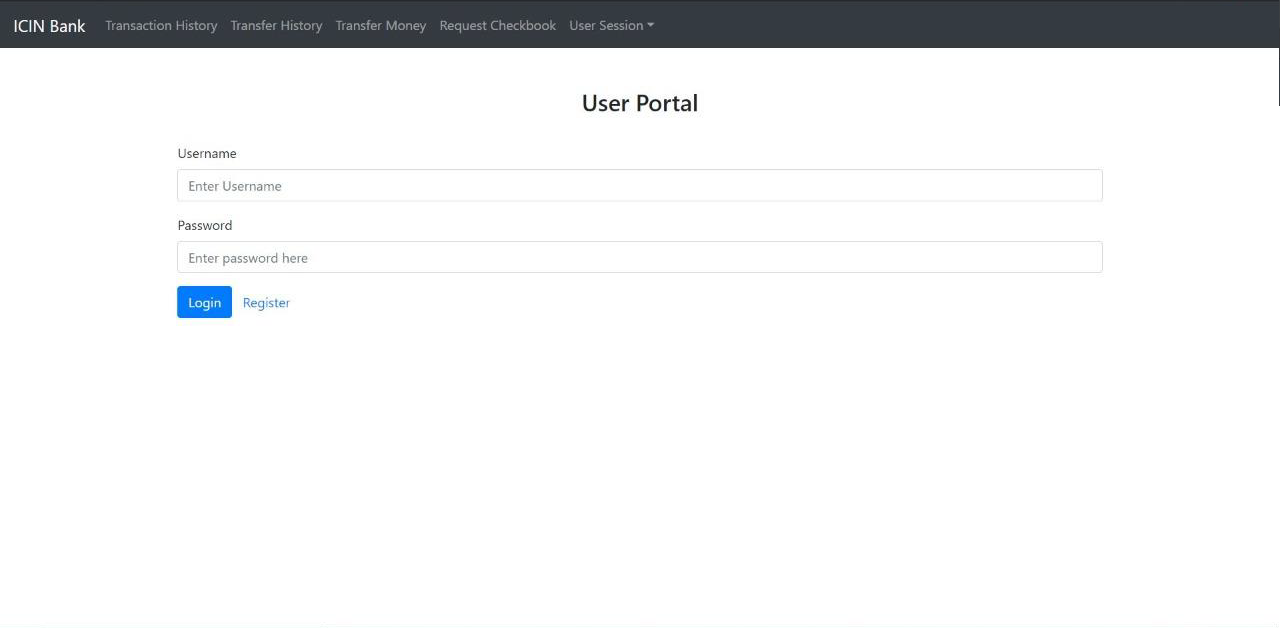 ICIN Bank Transaction History Transfer History Transfer Money Request Checkbook User Session
User Portal
Username
Enter Username
Password
Enter password here
Login Register